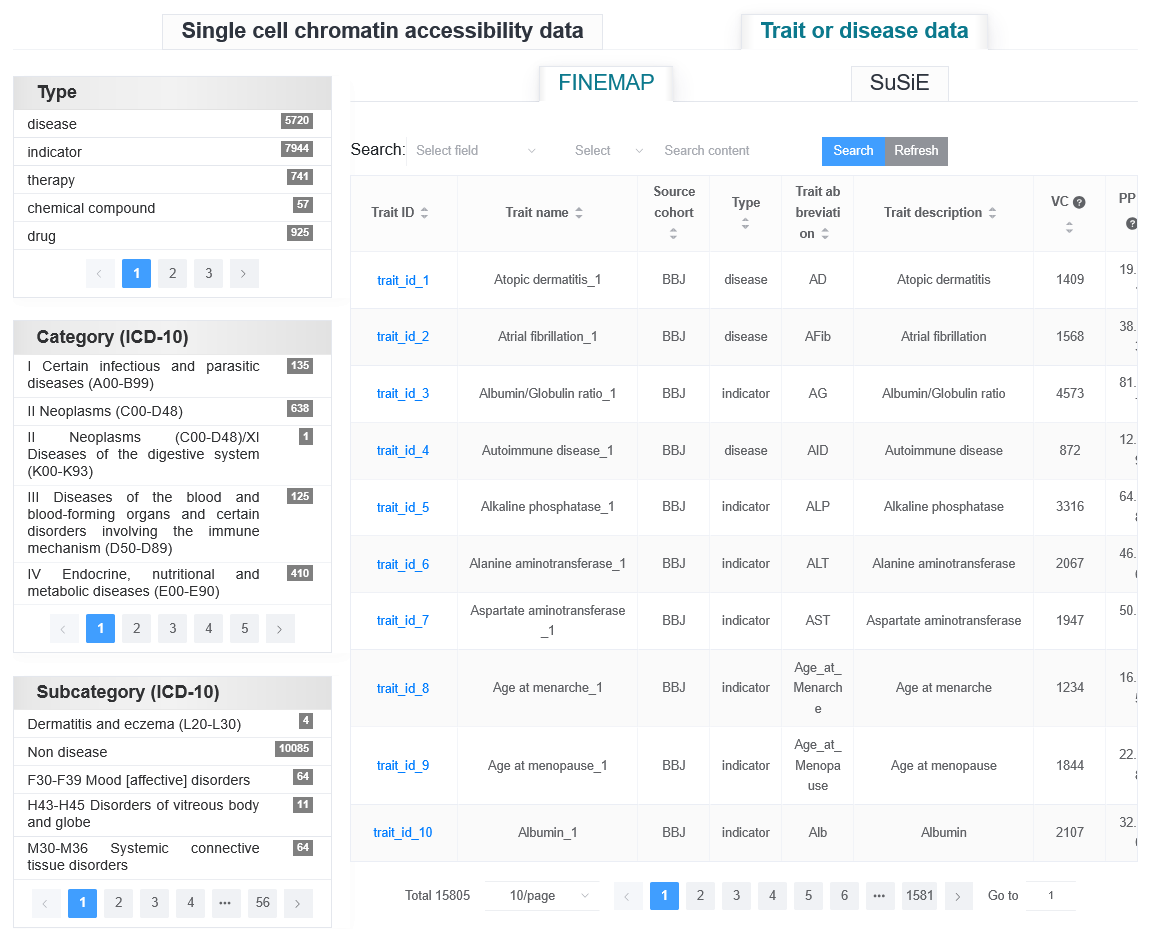 Single cell chromatin accessibility data
Trait or disease data
Type
disease 5720
indicator 7944
therapy 741
chemical compound 57
drug 925
1 2 3
Category (ICD-10)
I Certain infectious and parasitic 135
diseases (A00-B99)
II Neoplasms (C00-D48) 638
II Neoplasms (C00-D48)/XI 1
Diseases of the digestive system
(K00-K93)
III Diseases of the blood and 125
blood-forming organs and certain
disorders involving the immune
mechanism (D50-D89)
IV Endocrine, nutritional and 410
metabolic diseases (E00-E90)
1 2 3 4 5
Subcategory (ICD-10)
Dermatitis and eczema (L20-L30) 4
Non disease 10085
F30-F39 Mood [affective] disorders 64
H43-H45 Disorders of vitreous body 11
and globe
M30-M36 Systemic connective 64
tissue disorders
1 2 3 4 ••• 56
FINEMAP
SuSiE
Search: Select field Select Search content Search Refresh
Trait ID
Trait name
Source
cohort
Type
Trait ab
breviati
on
Trait description
VC ?
PP
?
trait_id_1 Atopic dermatitis_1 BBJ disease AD Atopic dermatitis 1409 19.
trait_id_2 Atrial fibrillation_1 BBJ disease AFib Atrial fibrillation 1568 38.
trait_id_3 Albumin/Globulin ratio_1 BBJ indicator AG Albumin/Globulin ratio 4573 81.
trait_id_4 Autoimmune disease_1 BBJ disease AID Autoimmune disease 872 12.
trait_id_5 Alkaline phosphatase_1 BBJ indicator ALP Alkaline phosphatase 3316 64.
trait_id_6 Alanine aminotransferase_1 BBJ indicator ALT Alanine aminotransferase 2067 46.
trait_id_7 Aspartate aminotransferase
_1 BBJ indicator AST Aspartate aminotransferase 1947 50.
trait_id_8 Age at menarche_1 BBJ indicator Age_at_
Menarch
e Age at menarche 1234 16.
trait_id_9 Age at menopause_1 BBJ indicator Age_at_
Menopa
use Age at menopause 1844 22.
trait_id_10 Albumin_1 BBJ indicator Alb Albumin 2107 32.
Total 15805 10/page 1 2 3 4 5 6 ••• 1581 Go to 1